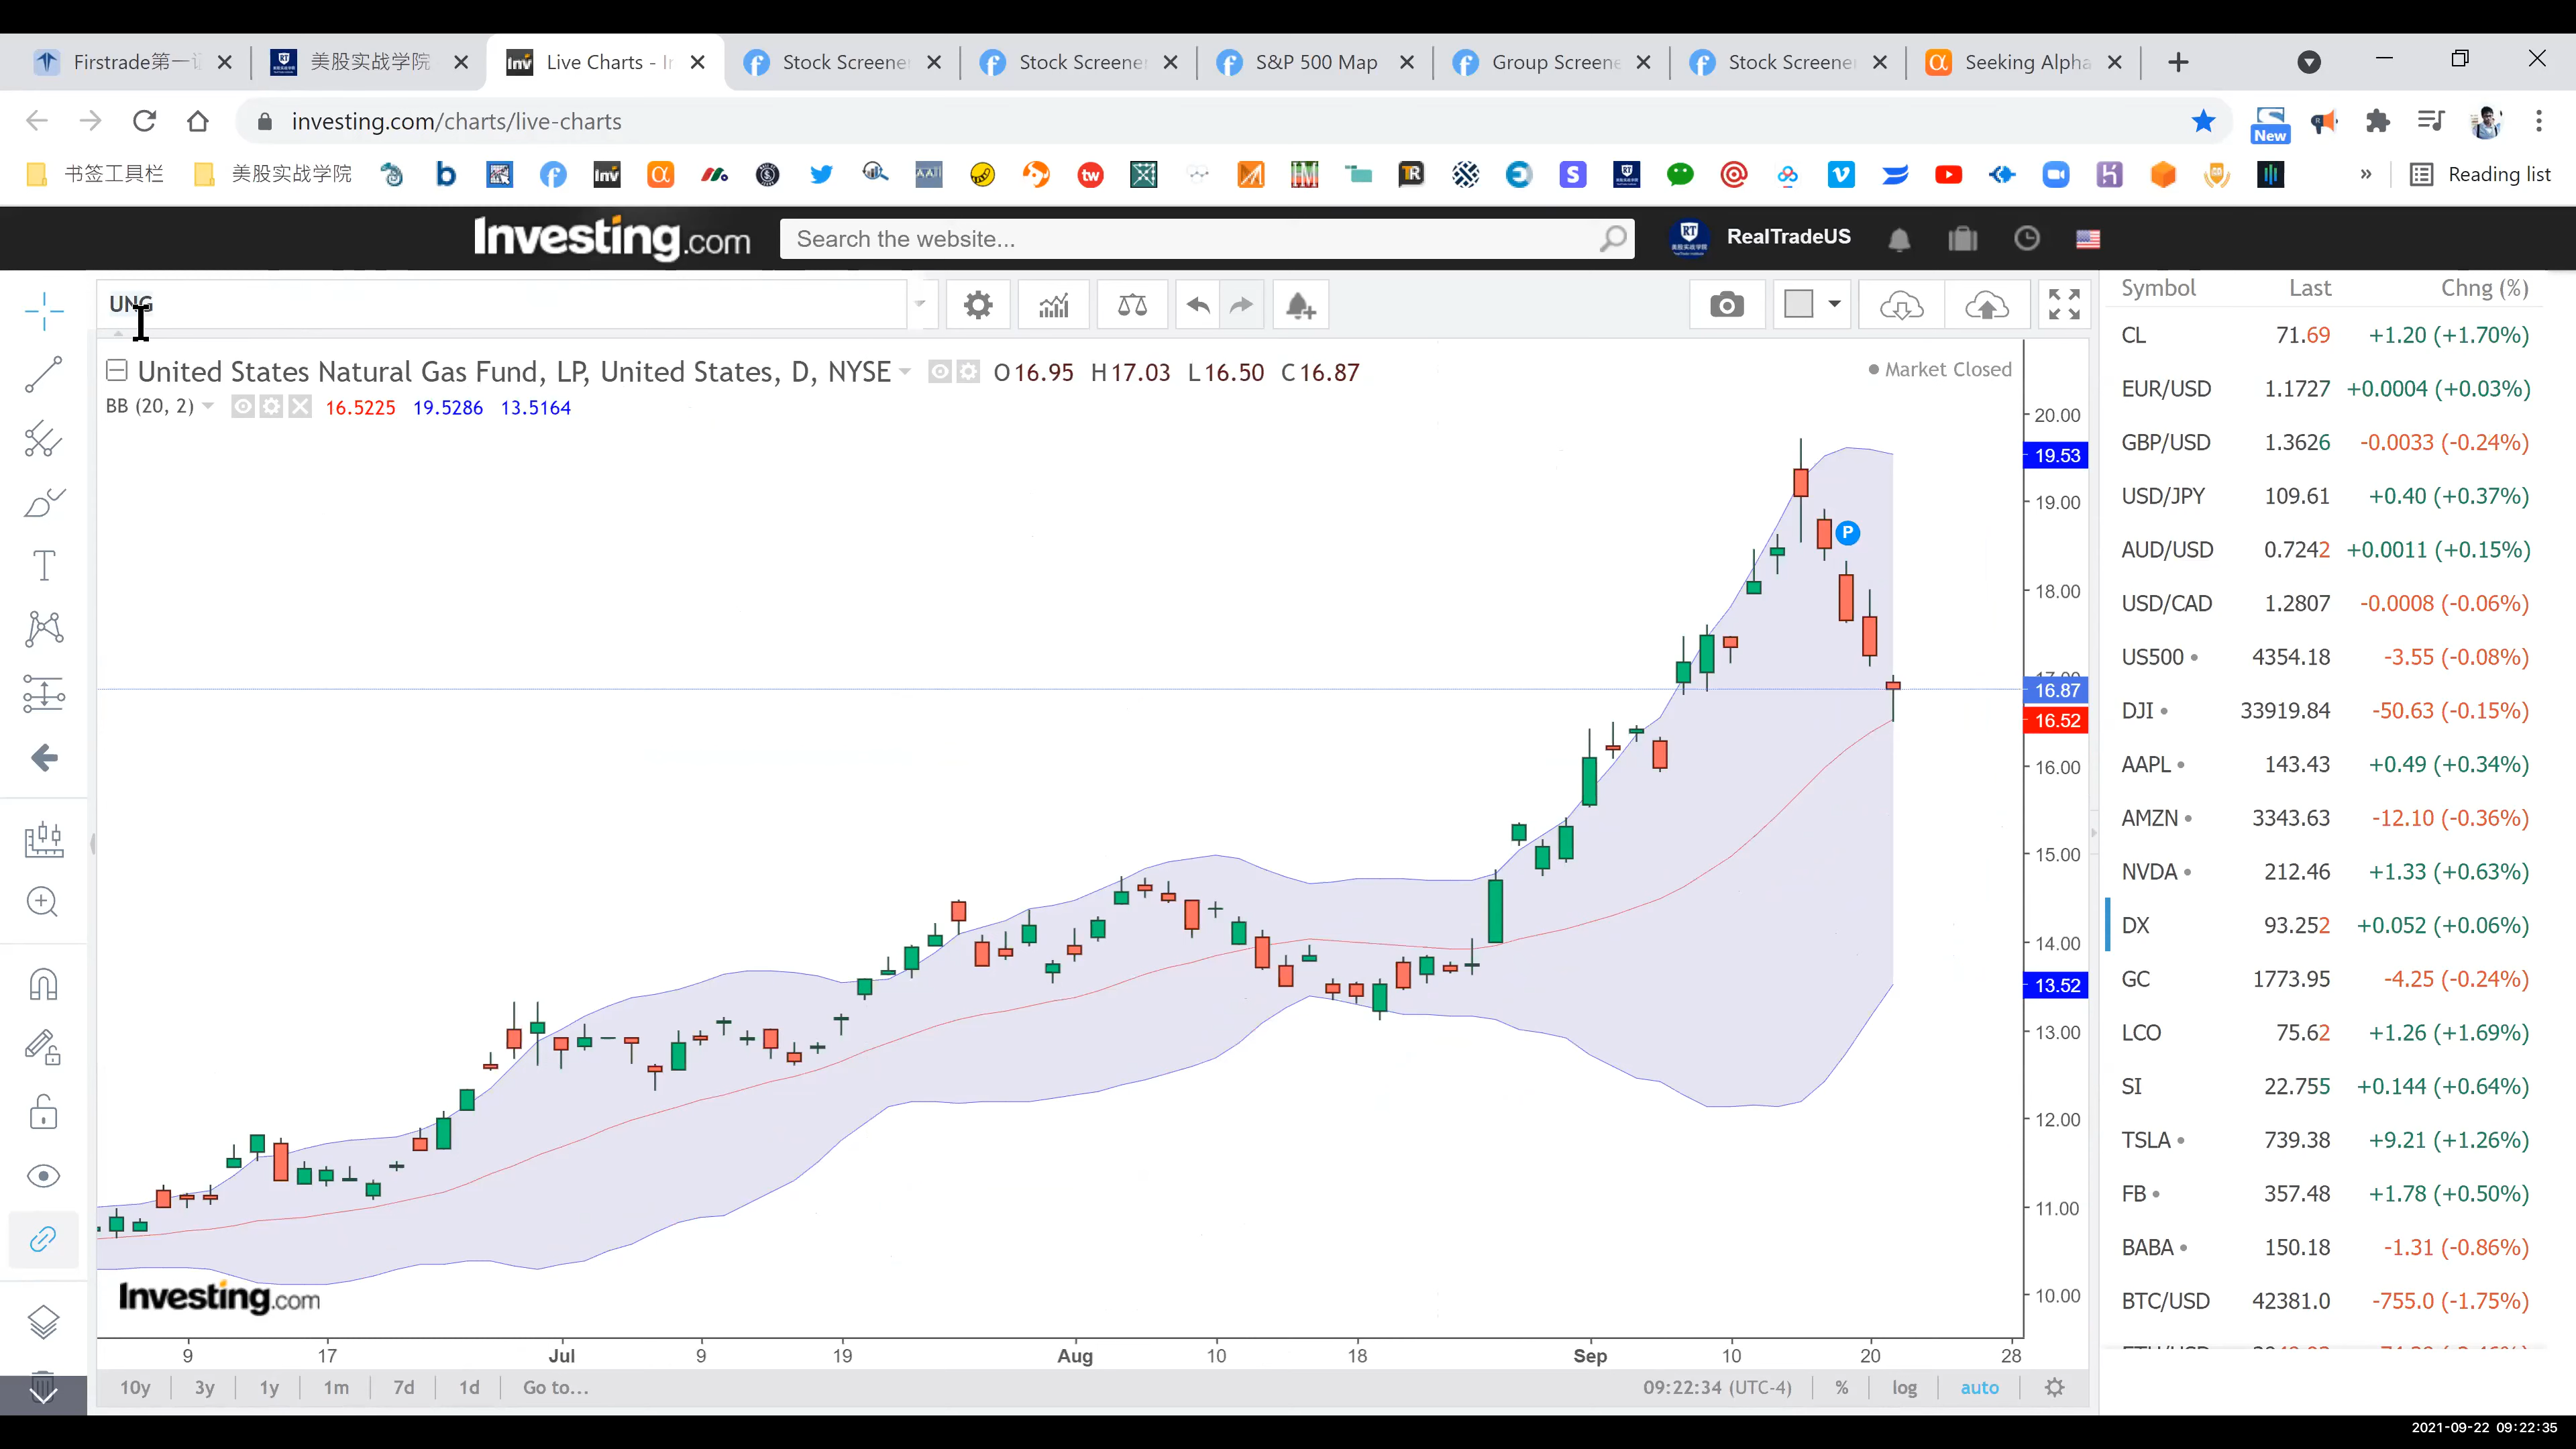 Firstrade第一
美股实战学院
Live Charts - I
Stock Screener
Stock Screener
S&P 500 Map
Group Screene
Stock Screener
Seeking Alpha
investing.com/charts/live-charts
New
书签工具栏
美股实战学院
Reading list
Investing.com
Search the website...
RealTradeUS
UNG
United States Natural Gas Fund, LP, United States, D, NYSE O16.95 H17.03 L16.50 C16.87
Market Closed
BB (20, 2) 16.5225 19.5286 13.5164
P
20.00
19.53
19.00
18.00
16.87
16.52
16.00
15.00
14.00
13.52
13.00
12.00
11.00
10.00
Investing.com
9 17 Jul 9 19 Aug 10 18 Sep 10 20 28
10y 3y 1y 1m 7d 1d Go to...
09:22:34 (UTC-4) % log auto
Symbol Last Chng (%)
CL 71.69 +1.20 (+1.70%)
EUR/USD 1.1727 +0.0004 (+0.03%)
GBP/USD 1.3626 -0.0033 (-0.24%)
USD/JPY 109.61 +0.40 (+0.37%)
AUD/USD 0.7242 +0.0011 (+0.15%)
USD/CAD 1.2807 -0.0008 (-0.06%)
US500 4354.18 -3.55 (-0.08%)
DJI 33919.84 -50.63 (-0.15%)
AAPL 143.43 +0.49 (+0.34%)
AMZN 3343.63 -12.10 (-0.36%)
NVDA 212.46 +1.33 (+0.63%)
DX 93.252 +0.052 (+0.06%)
GC 1773.95 -4.25 (-0.24%)
LCO 75.62 +1.26 (+1.69%)
SI 22.755 +0.144 (+0.64%)
TSLA 739.38 +9.21 (+1.26%)
FB 357.48 +1.78 (+0.50%)
BABA 150.18 -1.31 (-0.86%)
BTC/USD 42381.0 -755.0 (-1.75%)
2021-09-22 09:22:35